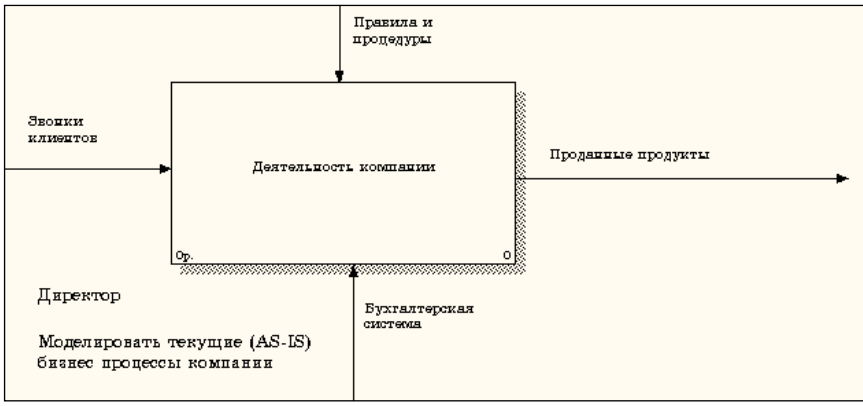 Правила и
процедуры
Звонки
клиентов
Деятельность компании
Проданные продукты
0р.
0
Директор
Бухгалтерская
система
Моделировать текущие (AS-IS)
бизнес процессы компании